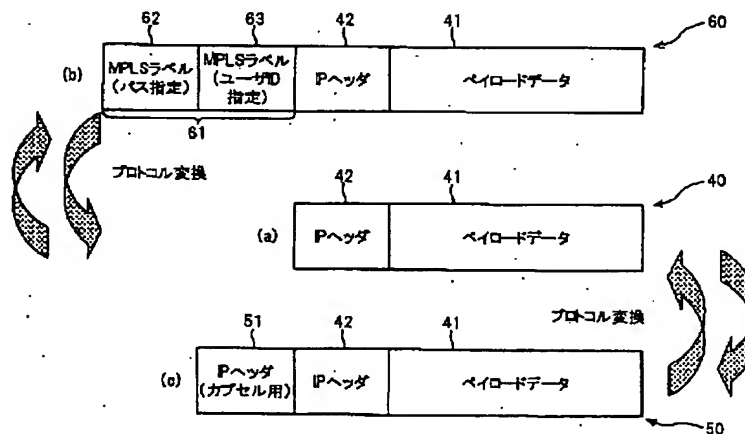 62 63 42 41 60
(b) MPLSラベル
(パス指定)
MPLSラベル
(ユーザID
指定)
IPヘッダ
ペイロードデータ
61
プロトコル変換
42 41 40
(a) IPヘッダ ペイロードデータ
プロトコル変換
51 42 41
(c) IPヘッダ
(カプセル用)
IPヘッダ
ペイロードデータ
50